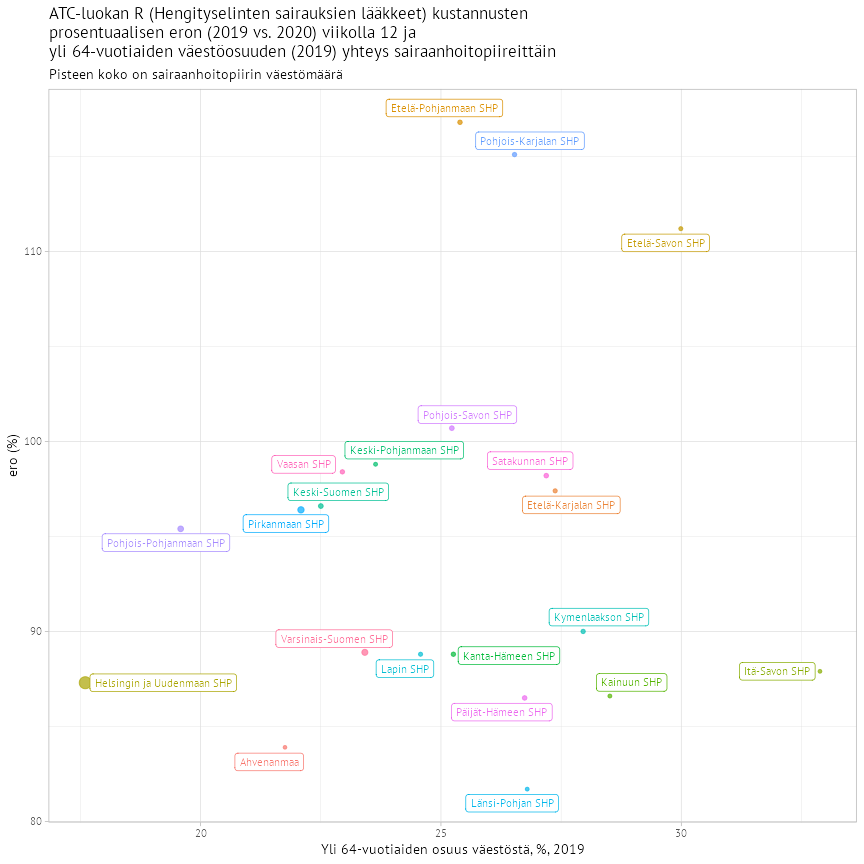 ATC-luokan R (Hengityselinten sairauksien lääkkeet) kustannusten
prosentuaalisen eron (2019 vs. 2020) viikolla 12 ja
yli 64-vuotiaiden väestöosuuden (2019) yhteys sairaanhoitopiireittäin
Pisteen koko on sairaanhoitopiirin väestömäärä
Etelä-Pohjanmaan SHP
Pohjois-Karjalan SHP
Etelä-Savon SHP
110
Pohjois-Savon SHP
100
Keski-Pohjanmaan SHP
Vaasan SHP
Satakunnan SHP
ero (%)
Keski-Suomen SHP
Etelä-Karjalan SHP
Pirkanmaan SHP
Pohjois-Pohjanmaan SHP
Kymenlaakson SHP
90
Varsinais-Suomen SHP
Kanta-Hämeen SHP
Lapin SHP
Itä-Savon SHP
Helsingin ja Uudenmaan SHP
Kainuun SHP
Päijät-Hämeen SHP
Ahvenanmaa
Länsi-Pohjan SHP
80
20
25
30
Yli 64-vuotiaiden osuus väestöstä, %, 2019